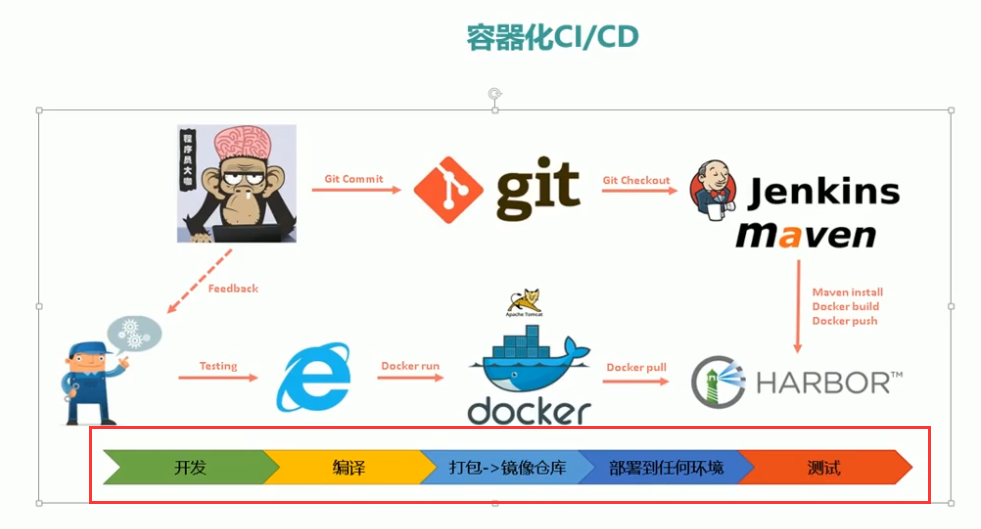 容器化CI/CD
程序员大咖
Git Commit
git
Git Checkout
Jenkins
maven
Feedback
Maven install
Docker build
Docker push
Apache Tomcat
Testing
Docker run
docker
Docker pull
HARBOR™
开发
编译
打包->镜像仓库
部署到任何环境
测试